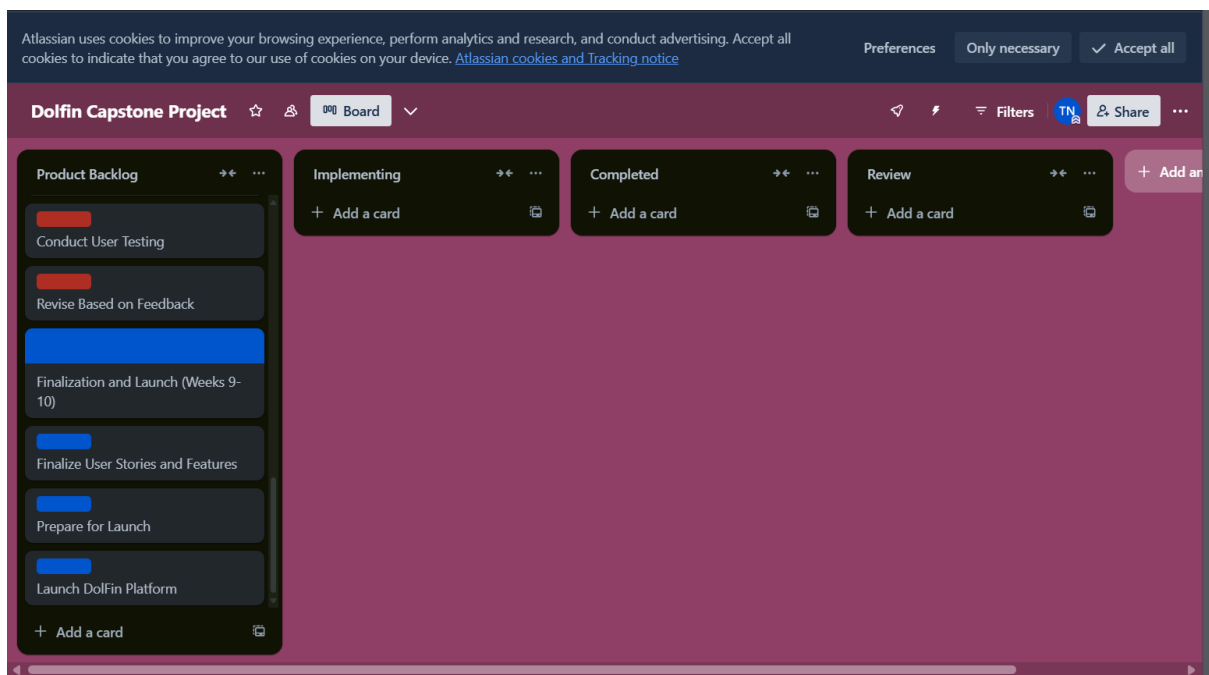 Atlassian uses cookies to improve your browsing experience, perform analytics and research, and conduct advertising. Accept all
cookies to indicate that you agree to our use of cookies on your device. Atlassian cookies and Tracking notice
Preferences
Only necessary
Accept all
Dolfin Capstone Project
Board
Filters
TN
Share
Product Backlog
Conduct User Testing
Revise Based on Feedback
Finalization and Launch (Weeks 9-
10)
Finalize User Stories and Features
Prepare for Launch
Launch DolFin Platform
Add a card
Implementing
Add a card
Completed
Add a card
Review
Add a card
Add an